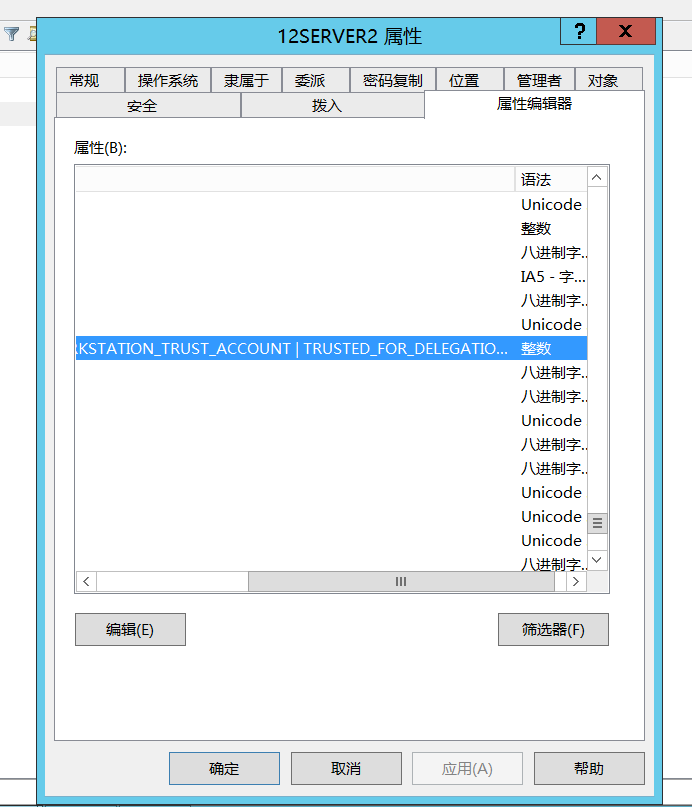 12SERVER2 属性
?
X
常规 操作系统 隶属于 委派 密码复制 位置 管理者 对象
安全 拨入 属性编辑器
属性(B):
语法
Unicode
整数
八进制字..
IA5 - 字...
八进制字..
Unicode
RKSTATION_TRUST_ACCOUNT | TRUSTED_FOR_DELEGATIO... 整数
八进制字..
八进制字..
Unicode
八进制字..
八进制字..
Unicode
Unicode
Unicode
八进制字..
编辑(E) 筛选器(F)
确定 取消 应用(A) 帮助